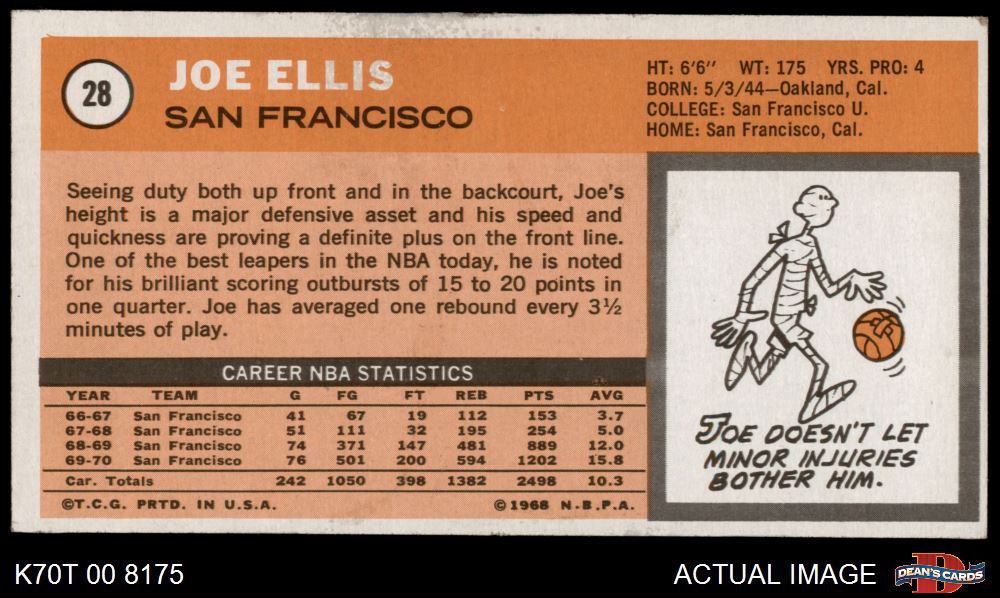 28
JOE ELLIS
SAN FRANCISCO
HT: 6'6" WT: 175 YRS. PRO: 4
BORN: 5/3/44—Oakland, Cal.
COLLEGE: San Francisco U.
HOME: San Francisco, Cal.
Seeing duty both up front and in the backcourt, Joe's
height is a major defensive asset and his speed and
quickness are proving a definite plus on the front line.
One of the best leapers in the NBA today, he is noted
for his brilliant scoring outbursts of 15 to 20 points in
one quarter. Joe has averaged one rebound every 3½
minutes of play.
CAREER NBA STATISTICS
YEAR TEAM G FG FT REB PTS AVG
66-67 San Francisco 41 67 19 112 153 3.7
67-68 San Francisco 51 111 32 195 254 5.0
68-69 San Francisco 74 371 147 481 889 12.0
69-70 San Francisco 76 501 200 594 1202 15.8
Car. Totals 242 1050 398 1382 2498 10.3
©T.C.G. PRTD. IN U.S.A. ©1968 N.B.P.A.
JOE DOESN'T LET
MINOR INJURIES
BOTHER HIM.
K70T 00 8175
ACTUAL IMAGE
D
DEAN'S CARDS